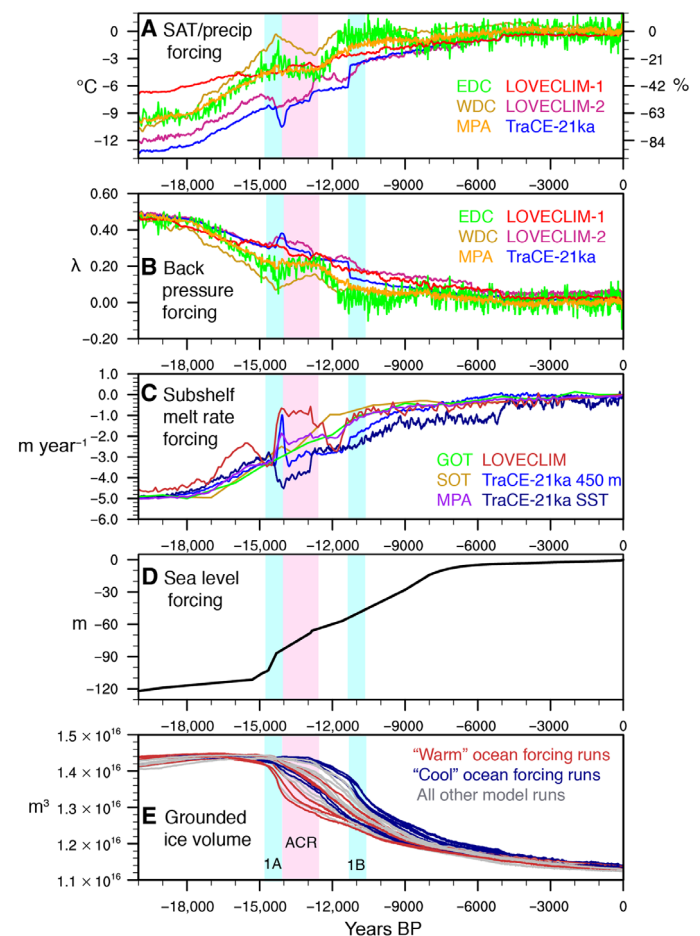 A SAT/precip
forcing
0
−3
−6
−9
−12
°C
0
−21
−42
−63
−84
%
EDC LOVECLIM-1
WDC LOVECLIM-2
MPA TraCE-21ka
−18,000 −15,000 −12,000 −9000 −6000 −3000 0
0.60
0.40
0.20
0.00
−0.20
λ
B Back
pressure
forcing
EDC LOVECLIM-1
WDC LOVECLIM-2
MPA TraCE-21ka
−18,000 −15,000 −12,000 −9000 −6000 −3000 0
1.0
0.0
−1.0
−2.0
−3.0
−4.0
−5.0
−6.0
m year⁻¹
C Subshelf
melt rate
forcing
GOT LOVECLIM
SOT TraCE-21ka 450 m
MPA TraCE-21ka SST
−18,000 −15,000 −12,000 −9000 −6000 −3000 0
0
−30
−60
−90
−120
m
D Sea level
forcing
−18,000 −15,000 −12,000 −9000 −6000 −3000 0
1.5 × 10¹⁶
1.4 × 10¹⁶
1.3 × 10¹⁶
1.2 × 10¹⁶
1.1 × 10¹⁶
m³
"Warm" ocean forcing runs
"Cool" ocean forcing runs
All other model runs
E Grounded
ice volume
1A
ACR
1B
−18,000 −15,000 −12,000 −9000 −6000 −3000 0
Years BP